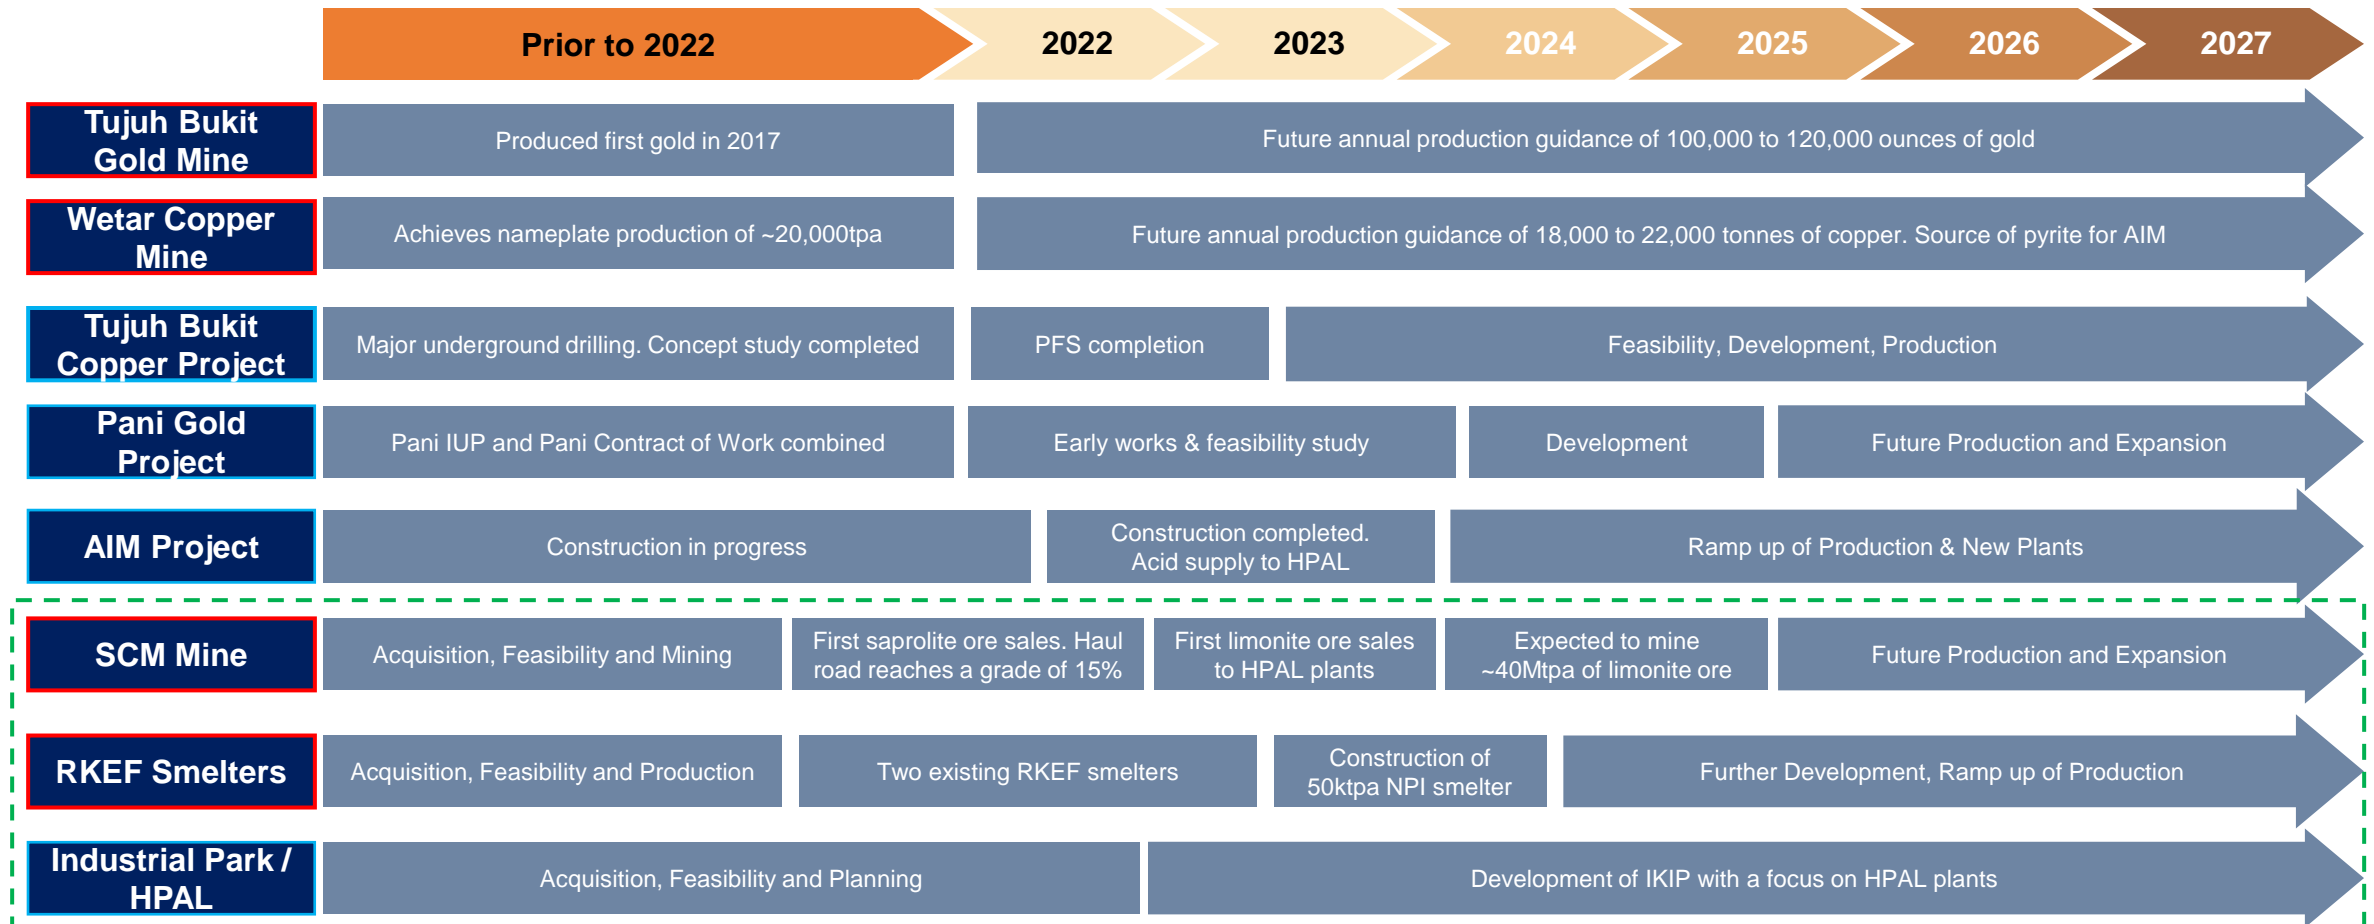 Prior to 2022
2022
2023
2024
2025
2026
2027
Tujuh Bukit
Gold Mine
Produced first gold in 2017
Future annual production guidance of 100,000 to 120,000 ounces of gold
Wetar Copper
Mine
Achieves nameplate production of ~20,000tpa
Future annual production guidance of 18,000 to 22,000 tonnes of copper. Source of pyrite for AIM
Tujuh Bukit
Copper Project
Major underground drilling. Concept study completed
PFS completion
Feasibility, Development, Production
Pani Gold
Project
Pani IUP and Pani Contract of Work combined
Early works & feasibility study
Development
Future Production and Expansion
AIM Project
Construction in progress
Construction completed.
Acid supply to HPAL
Ramp up of Production & New Plants
SCM Mine
Acquisition, Feasibility and Mining
First saprolite ore sales. Haul
road reaches a grade of 15%
First limonite ore sales
to HPAL plants
Expected to mine
~40Mtpa of limonite ore
Future Production and Expansion
RKEF Smelters
Acquisition, Feasibility and Production
Two existing RKEF smelters
Construction of
50ktpa NPI smelter
Further Development, Ramp up of Production
Industrial Park /
HPAL
Acquisition, Feasibility and Planning
Development of IKIP with a focus on HPAL plants